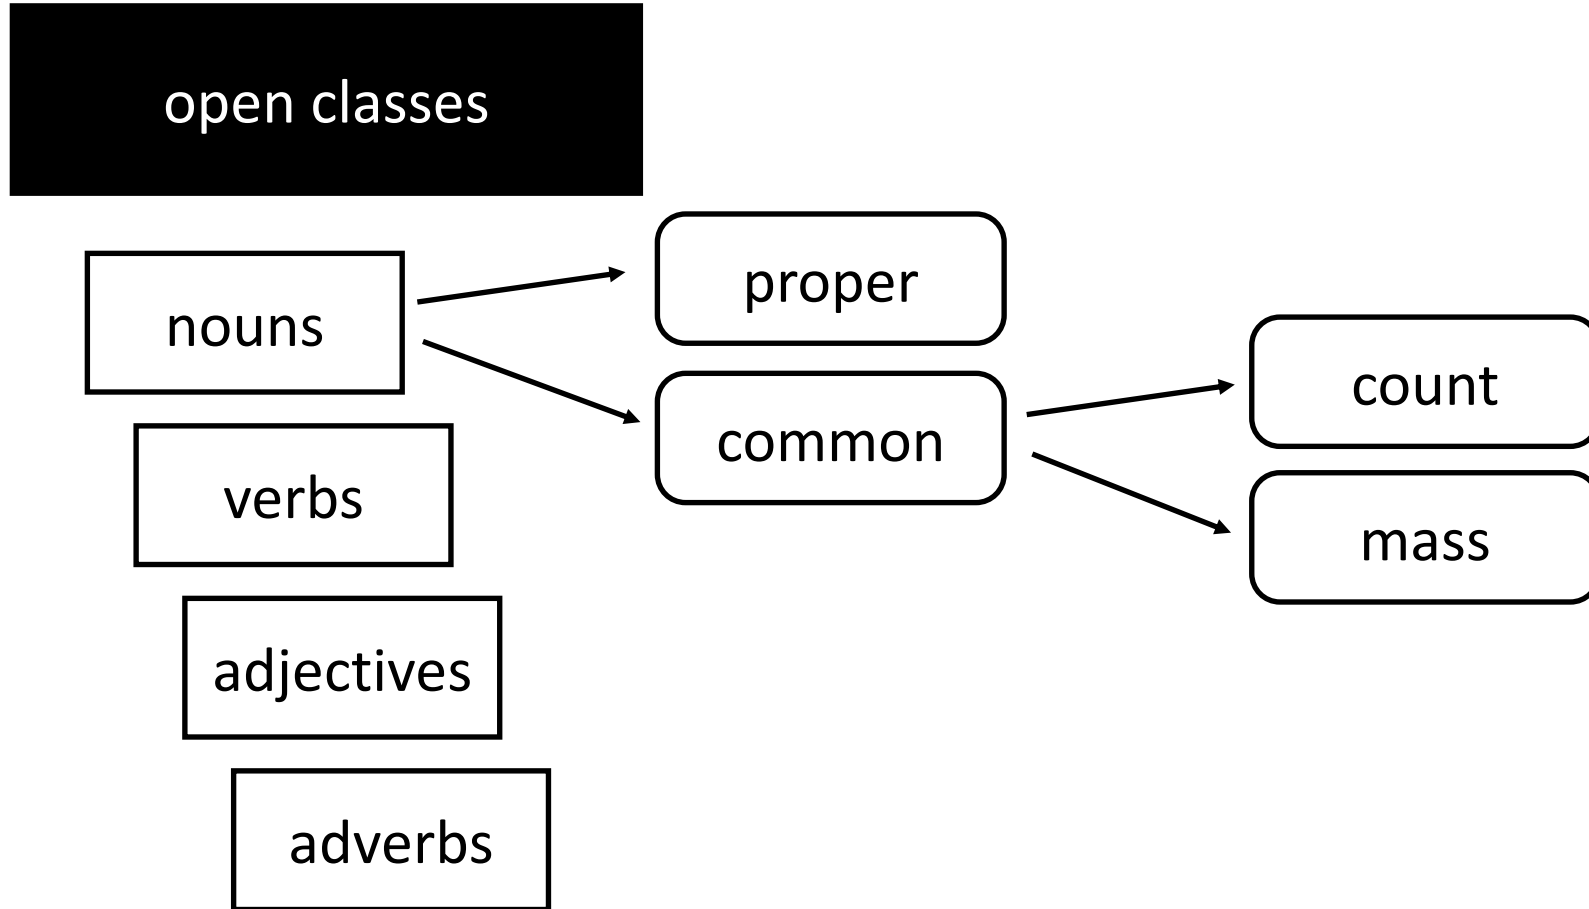 open classes
nouns
proper
common
count
mass
verbs
adjectives
adverbs